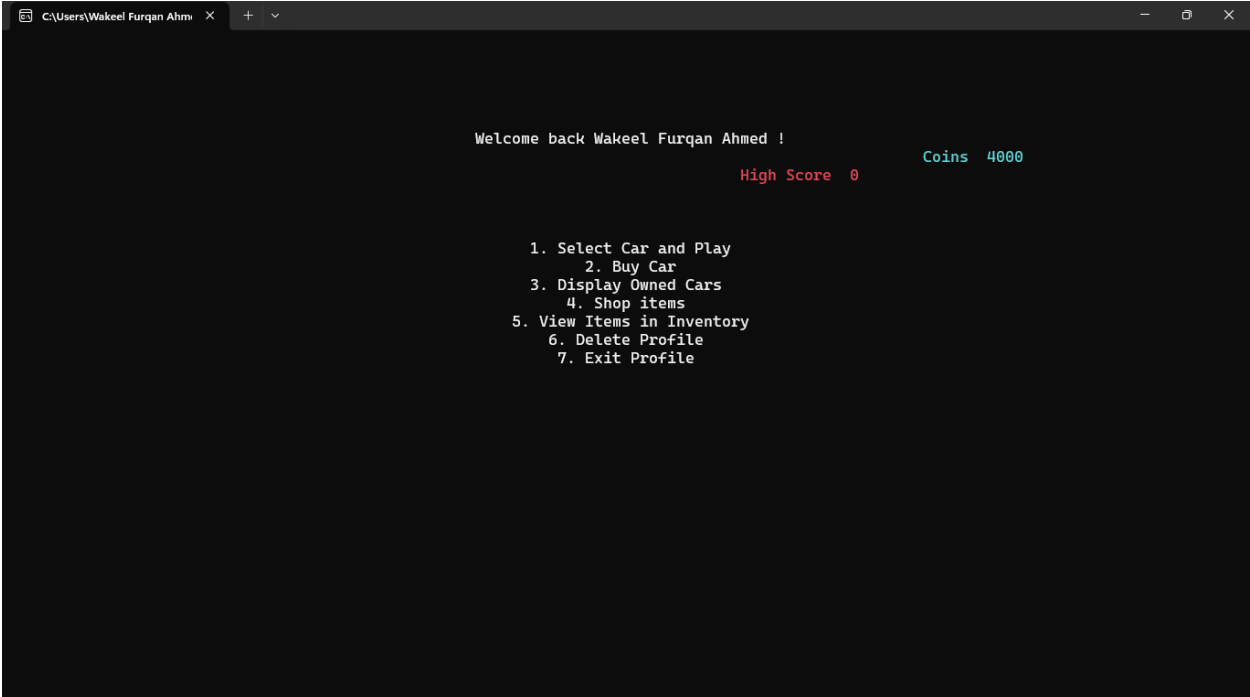 C:\Users\Wakeel Furqan Ahm
Welcome back Wakeel Furqan Ahmed !
Coins  4000
High Score  0
1. Select Car and Play
2. Buy Car
3. Display Owned Cars
4. Shop items
5. View Items in Inventory
6. Delete Profile
7. Exit Profile